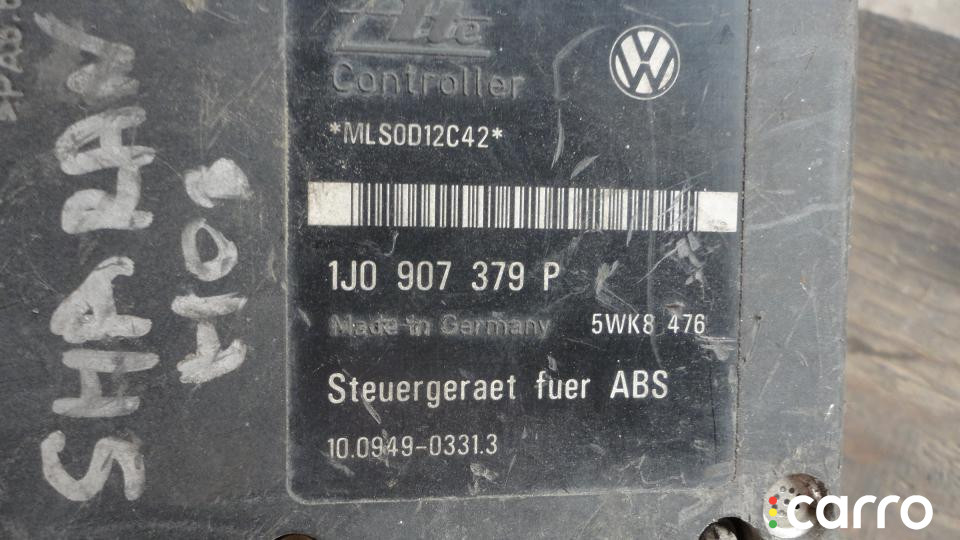 Ate
Controller
*MLS0D12C42*
1J0 907 379 P
Made in Germany 5WK8 476
Steuergeraet fuer ABS
10.0949-0331.3
SHARAN
carro